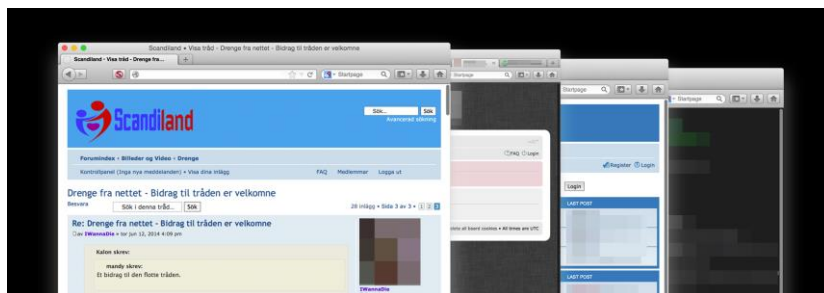 Scandiland • Visa tråd - Drenge fra nettet - Bidrag til tråden er velkomne
Scandiland • Visa tråd - Drenge fra...
Startpage
Scandiland
Sök...
Sök
Avancerad sökning
Forumindex ‹ Billeder og Video ‹ Drenge
Kontrollpanel (Inga nya meddelanden) • Visa dina inlägg
FAQ Medlemmar Logga ut
Drenge fra nettet - Bidrag til tråden er velkomne
Besvara
Sök i denna tråd...
Sök
28 inlägg • Sida 3 av 3 • 1 2 3
Re: Drenge fra nettet - Bidrag til tråden er velkomne
av IWannaDie » tor jun 12, 2014 4:09 pm
Kalon skrev:
mandy skrev:
Et bidrag til den flotte tråden.
IWannaDie
Startpage
FAQ Login
all board cookies • All times are UTC
Startpage
Register Login
Login
LAST POST
LAST POST
Startpage